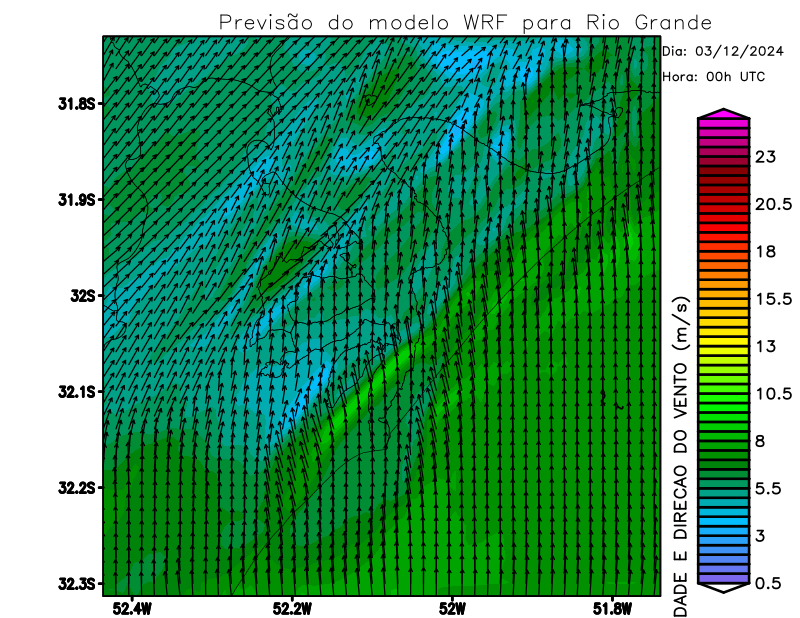 Previsão do modelo WRF para Rio Grande
Dia: 03/12/2024
Hora: 00h UTC
31.8S
31.9S
32S
32.1S
32.2S
32.3S
52.4W
52.2W
52W
51.8W
23
20.5
18
15.5
13
10.5
8
5.5
3
0.5
DADE E DIRECAO DO VENTO (m/s)